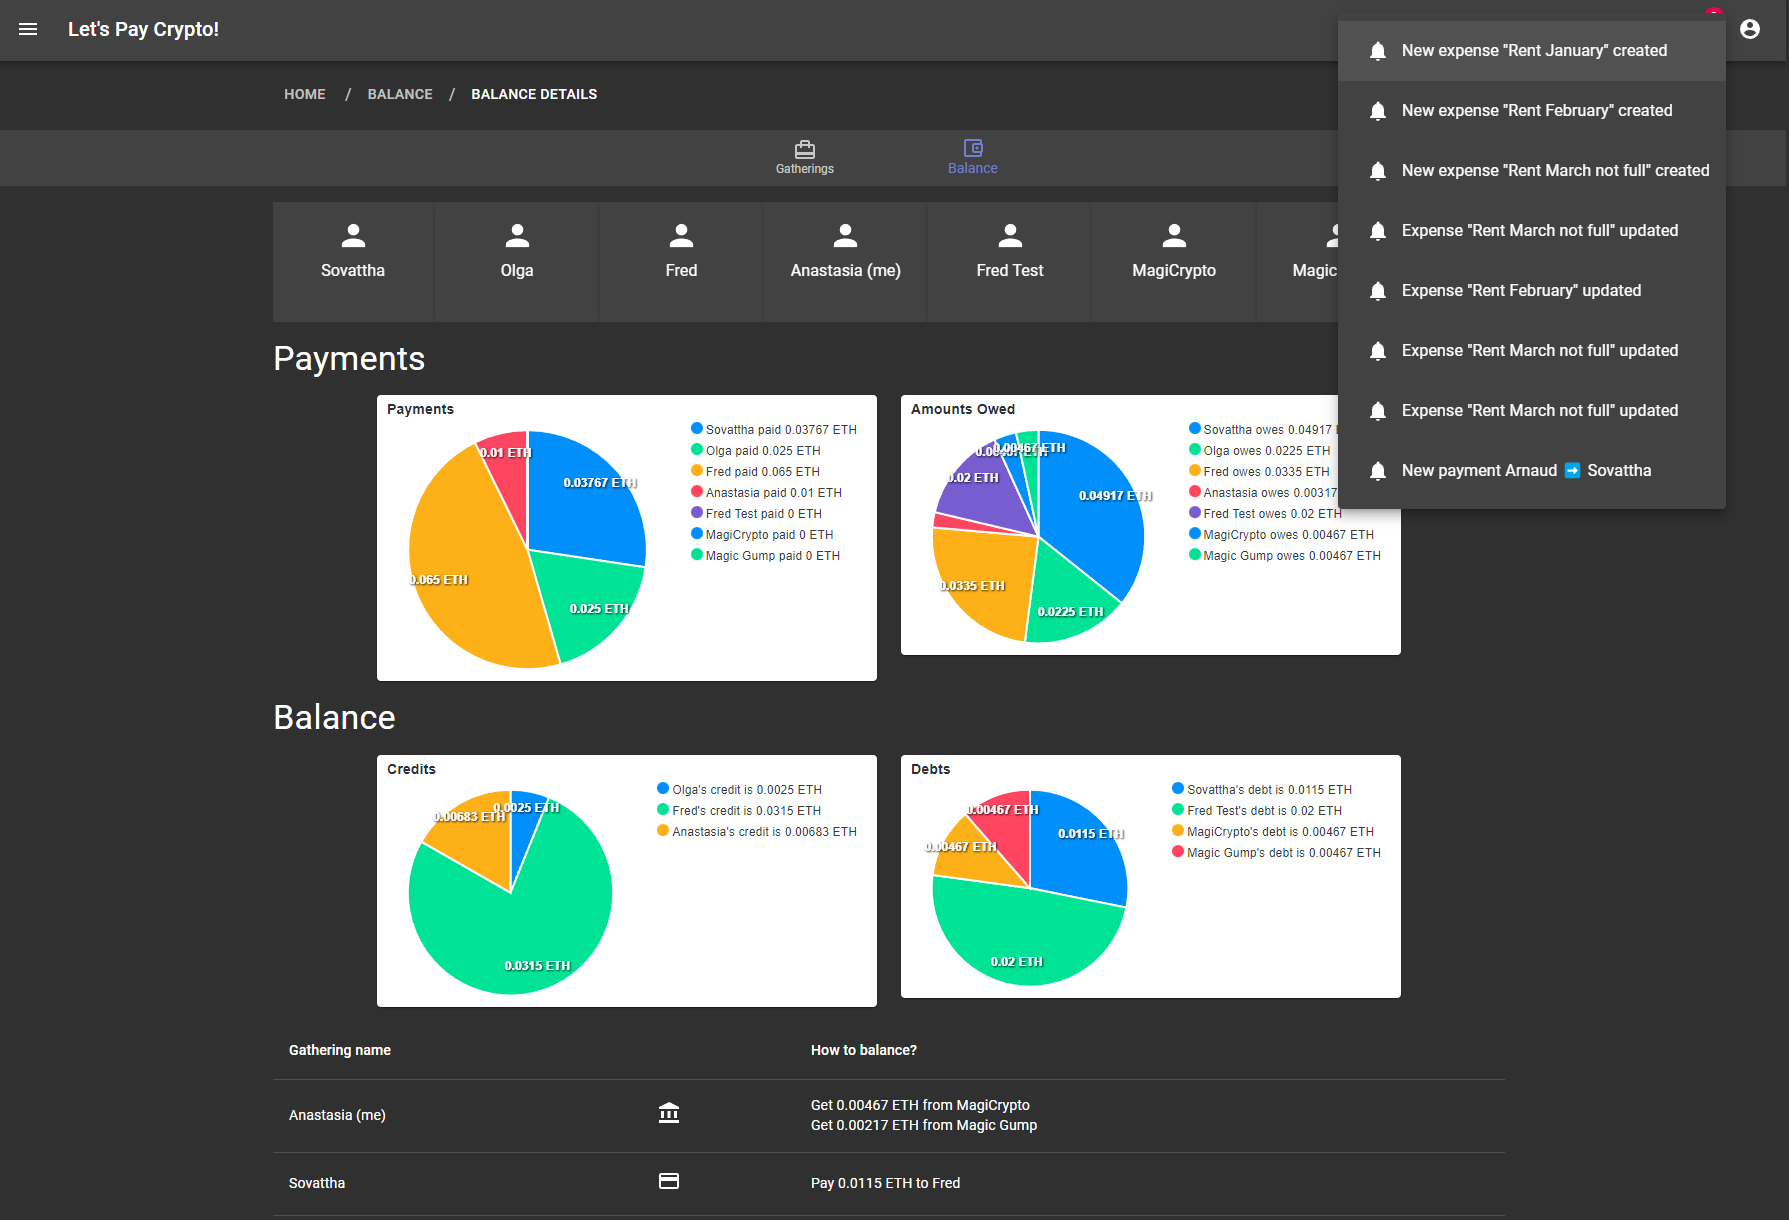 Let's Pay Crypto!
HOME / BALANCE / BALANCE DETAILS
Gatherings
Balance
New expense "Rent January" created
New expense "Rent February" created
New expense "Rent March not full" created
Expense "Rent March not full" updated
Expense "Rent February" updated
Expense "Rent March not full" updated
Expense "Rent March not full" updated
New payment Arnaud ➡ Sovattha
Sovattha
Olga
Fred
Anastasia (me)
Fred Test
MagiCrypto
Magic
Payments
Payments
0.01 ETH
0.03767 ETH
0.065 ETH
0.025 ETH
Sovattha paid 0.03767 ETH
Olga paid 0.025 ETH
Fred paid 0.065 ETH
Anastasia paid 0.01 ETH
Fred Test paid 0 ETH
MagiCrypto paid 0 ETH
Magic Gump paid 0 ETH
Amounts Owed
0.00467 ETH
0.02 ETH
0.04917 ETH
0.0335 ETH
0.0225 ETH
Sovattha owes 0.04917
Olga owes 0.0225 ETH
Fred owes 0.0335 ETH
Anastasia owes 0.00317
Fred Test owes 0.02 ETH
MagiCrypto owes 0.00467 ETH
Magic Gump owes 0.00467 ETH
Balance
Credits
0.0025 ETH
0.00683 ETH
0.0315 ETH
Olga's credit is 0.0025 ETH
Fred's credit is 0.0315 ETH
Anastasia's credit is 0.00683 ETH
Debts
0.00467 ETH
0.0115 ETH
0.00467 ETH
0.02 ETH
Sovattha's debt is 0.0115 ETH
Fred Test's debt is 0.02 ETH
MagiCrypto's debt is 0.00467 ETH
Magic Gump's debt is 0.00467 ETH
Gathering name
How to balance?
Anastasia (me)
Get 0.00467 ETH from MagiCrypto
Get 0.00217 ETH from Magic Gump
Sovattha
Pay 0.0115 ETH to Fred